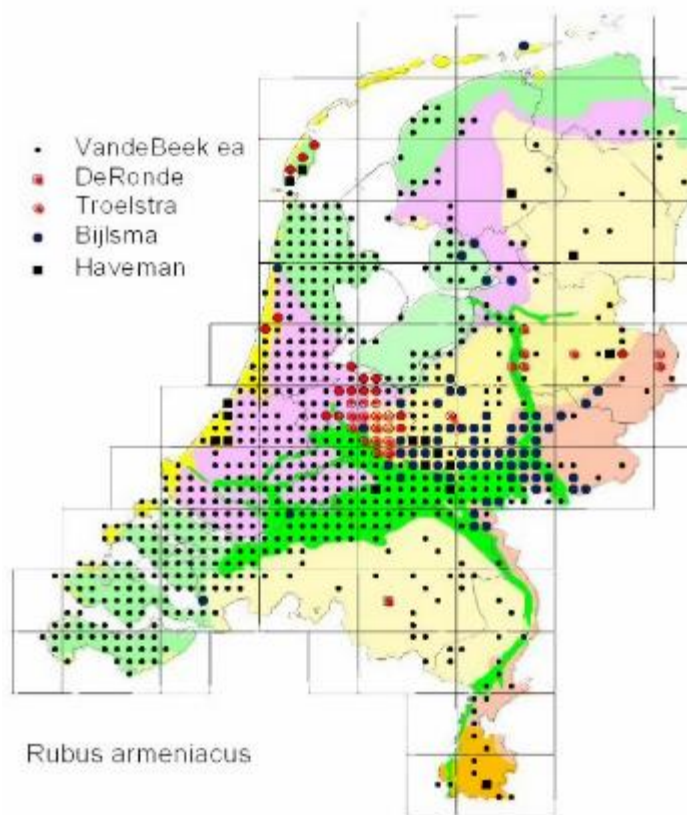 VandeBeek ea
DeRonde
Troelstra
Bijlsma
Haveman
Rubus armeniacus